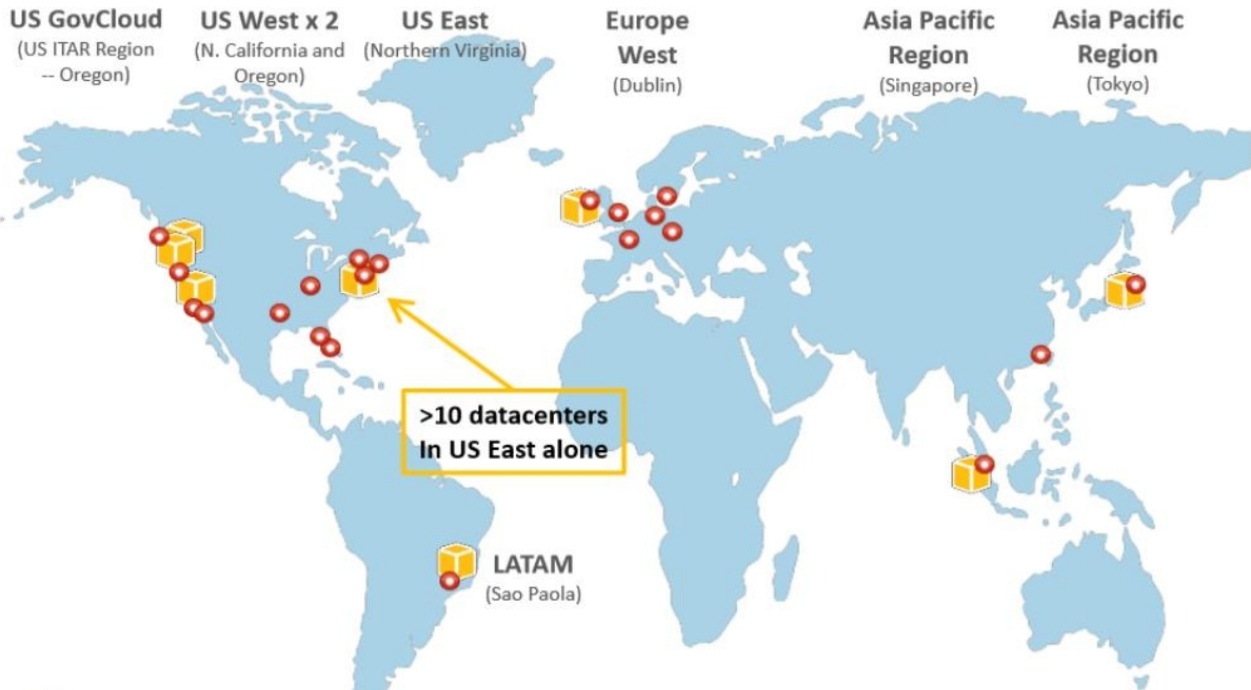 US GovCloud
(US ITAR Region
-- Oregon)
US West x 2
(N. California and
Oregon)
US East
(Northern Virginia)
Europe
West
(Dublin)
Asia Pacific
Region
(Singapore)
Asia Pacific
Region
(Tokyo)
>10 datacenters
In US East alone
LATAM
(Sao Paola)